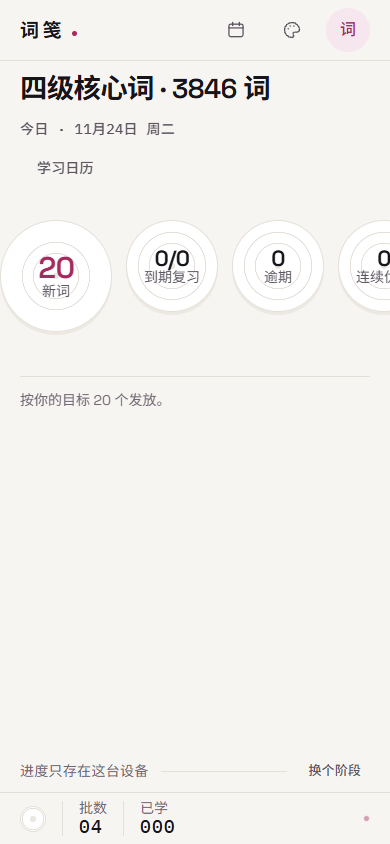 词笺
词
四级核心词 · 3846 词
今日 · 11月24日 周二
学习日历
20
新词
0/0
到期复习
0
逾期
0
连续
按你的目标 20 个发放。
进度只存在这台设备
换个阶段
批数
04
已学
000